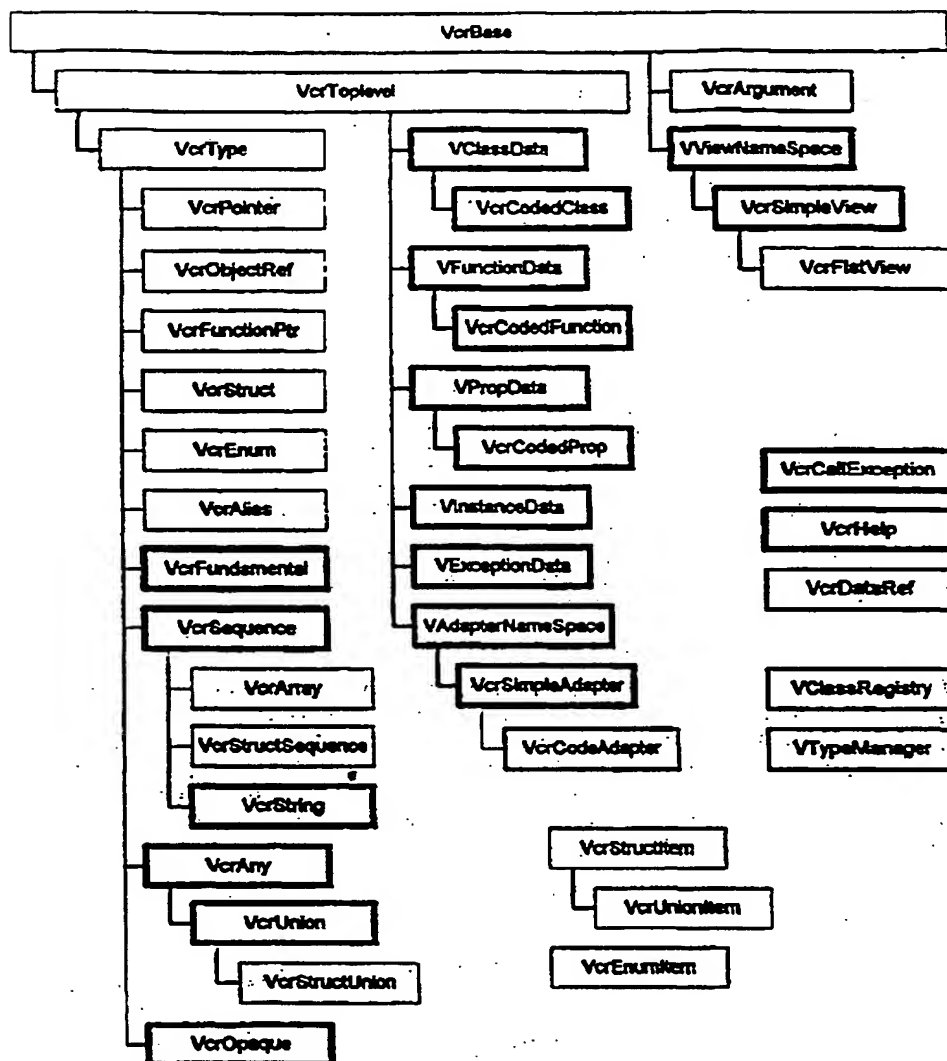 VcrBase
VcrToplevel
VcrArgument
VcrType
VClassData
VViewNameSpace
VcrPointer
VcrCodedClass
VcrSimpleView
VcrObjectRef
VFunctionData
VcrFlatView
VcrFunctionPtr
VcrCodedFunction
VcrStruct
VPropData
VcrEnum
VcrCodedProp
VcrCallException
VcrAlias
VInstanceData
VcrHelp
VcrFundamental
VExceptionData
VcrDataRef
VcrSequence
VAdapterNameSpace
VcrArray
VcrSimpleAdapter
VClassRegistry
VcrStructSequence
VcrCodeAdapter
VTypeManager
VcrString
VcrAny
VcrStructItem
VcrUnion
VcrUnionItem
VcrStructUnion
VcrEnumItem
VcrOpaque